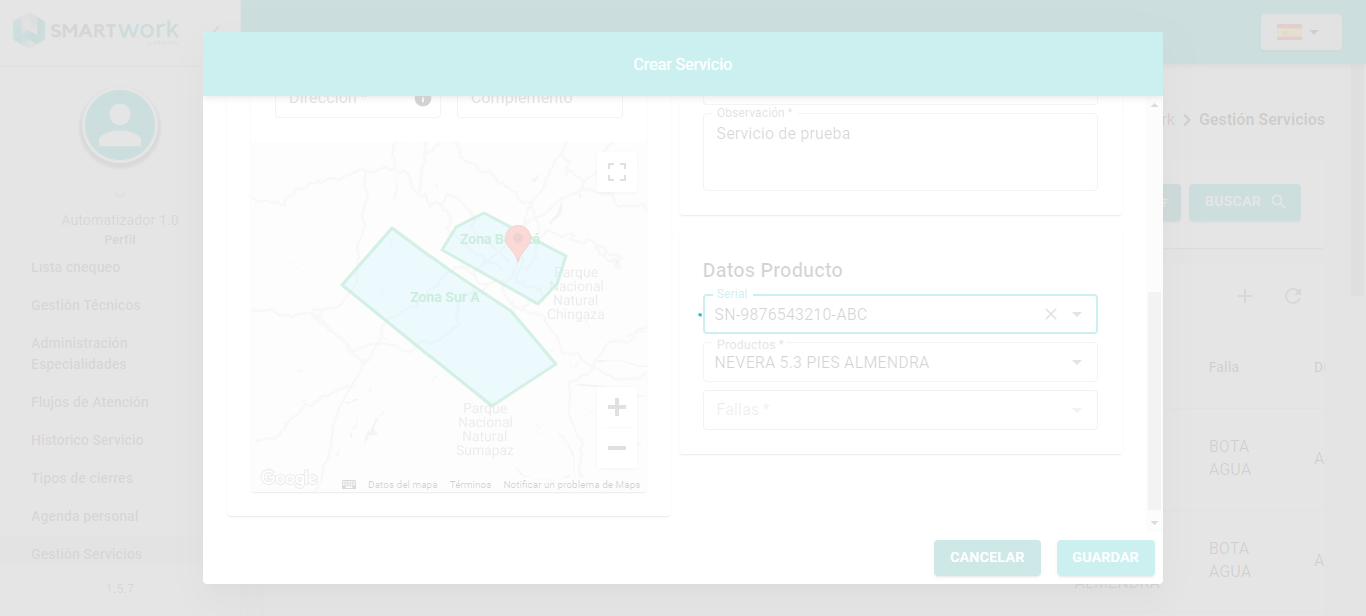 SMARTwork
Crear Servicio
Dirección *
Complemento
Observación *
Servicio de prueba
rk > Gestión Servicios
BUSCAR
Automatizador 1.0
Perfil
Lista chequeo
Gestión Técnicos
Administración
Especialidades
Flujos de Atención
Historico Servicio
Tipos de cierres
Agenda personal
Gestión Servicios
1.5.7
Zona Sur A
Parque
Nacional
Natural
Chingaza
Parque
Nacional
Natural
Sumapaz
Google
Datos del mapa
Términos
Notificar un problema de Maps
Datos Producto
Serial
SN-9876543210-ABC
Productos *
NEVERA 5.3 PIES ALMENDRA
Fallas *
Falla
BOTA
AGUA
BOTA
AGUA
ALMENDRA
CANCELAR
GUARDAR